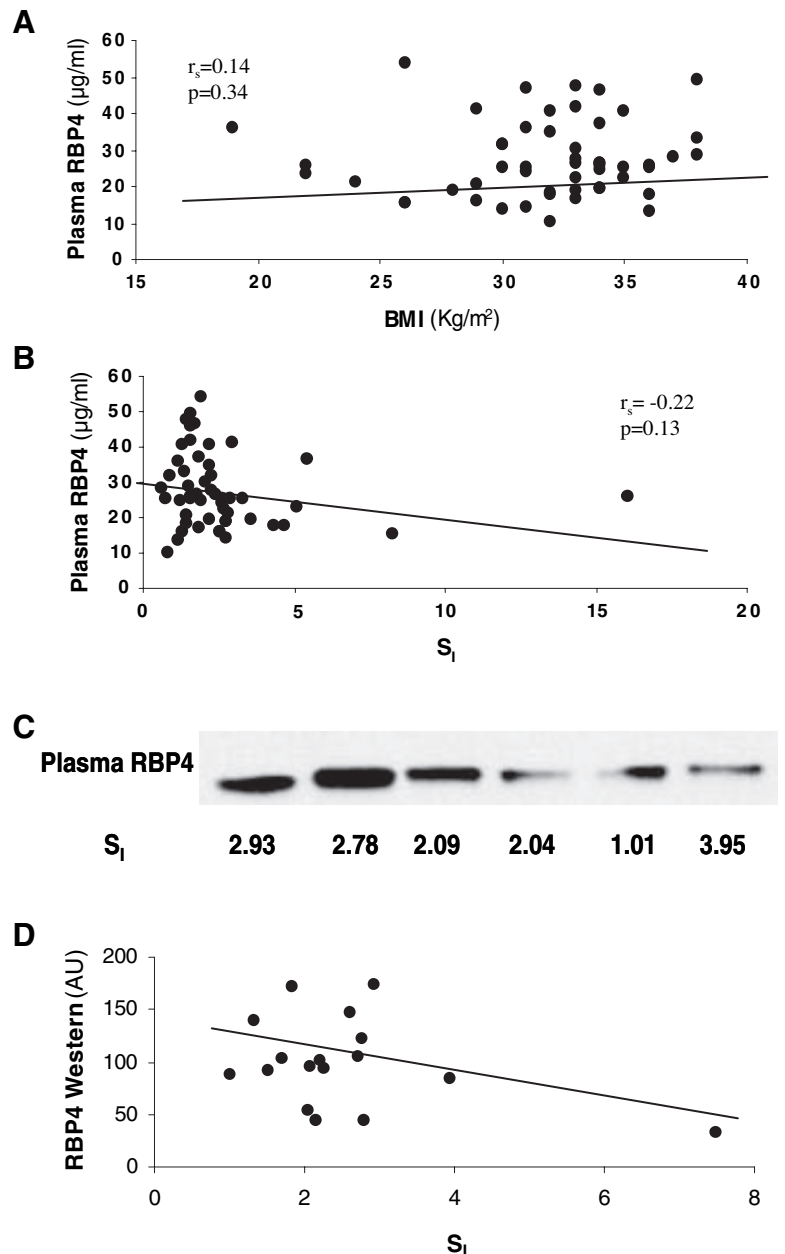 A
Plasma RBP4 (µg/ml)
60
50
40
30
20
10
0
rs=0.14
p=0.34
15 20 25 30 35 40
BMI (Kg/m²)
B
Plasma RBP4 (µg/ml)
60
50
40
30
20
10
0
rs= -0.22
p=0.13
0 5 10 15 20
SI
C
Plasma RBP4
SI 2.93 2.78 2.09 2.04 1.01 3.95
D
RBP4 Western (AU)
200
150
100
50
0
0 2 4 6 8
SI